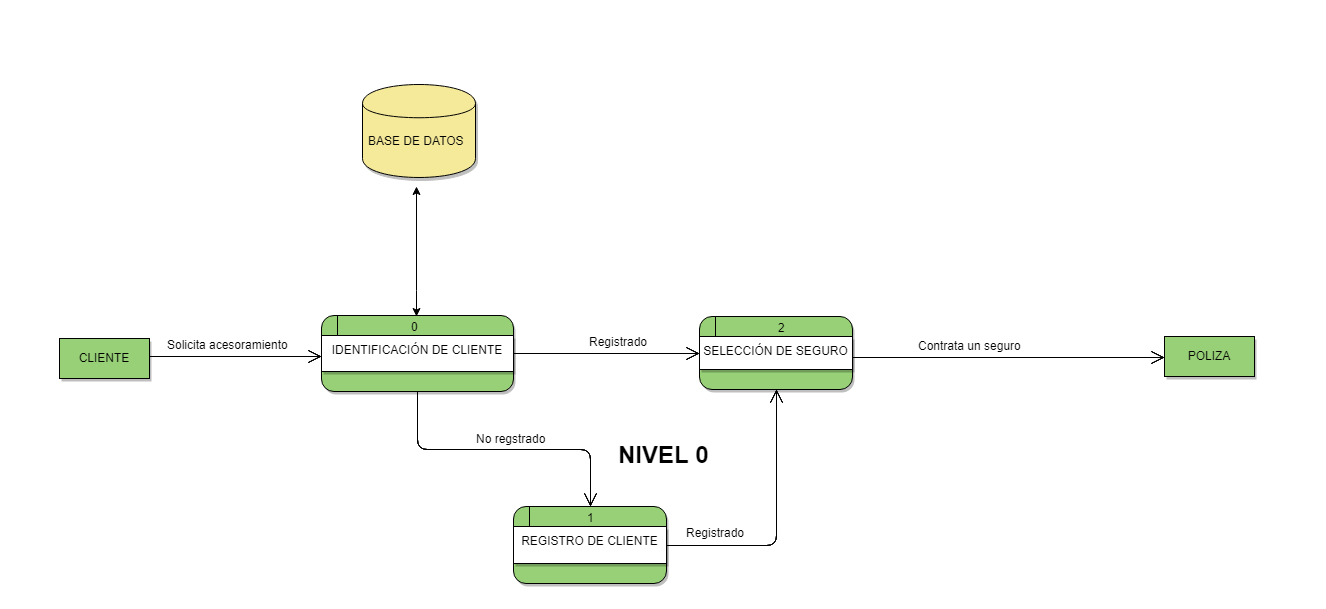 BASE DE DATOS
0
IDENTIFICACIÓN DE CLIENTE
2
SELECCIÓN DE SEGURO
CLIENTE
Solicita acesoramiento
Registrado
Contrata un seguro
POLIZA
No regstrado
NIVEL 0
1
REGISTRO DE CLIENTE
Registrado